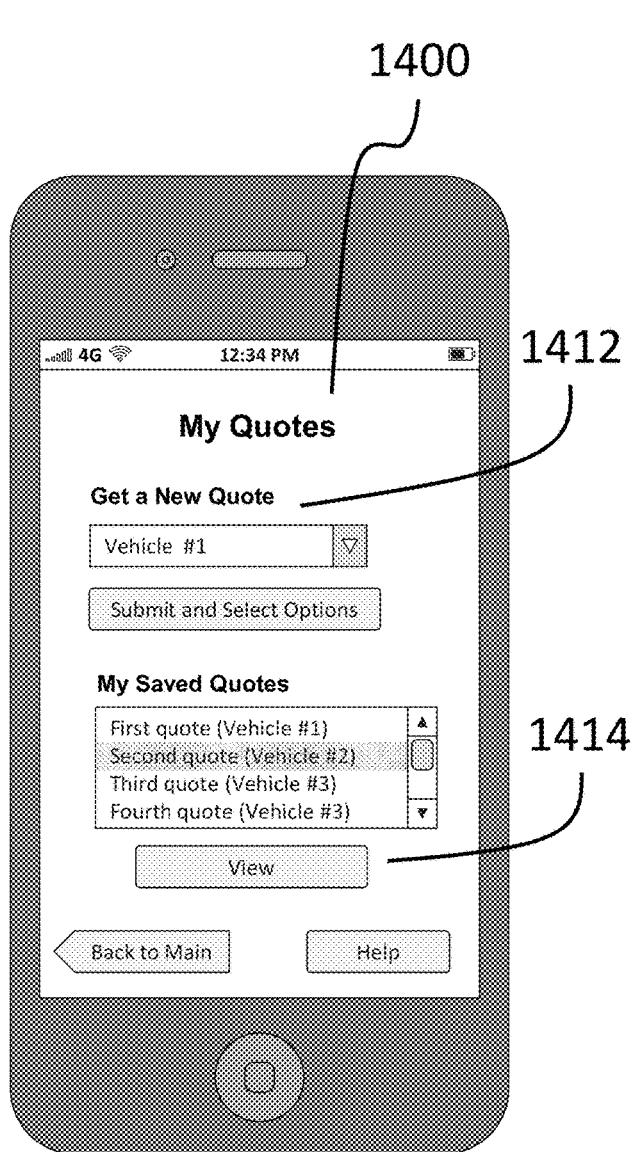 1400
4G 12:34 PM
1412
My Quotes
Get a New Quote
Vehicle #1
Submit and Select Options
My Saved Quotes
First quote (Vehicle #1)
1414
Second quote (Vehicle #2)
Third quote (Vehicle #3)
Fourth quote (Vehicle #3)
View
Back to Main Help